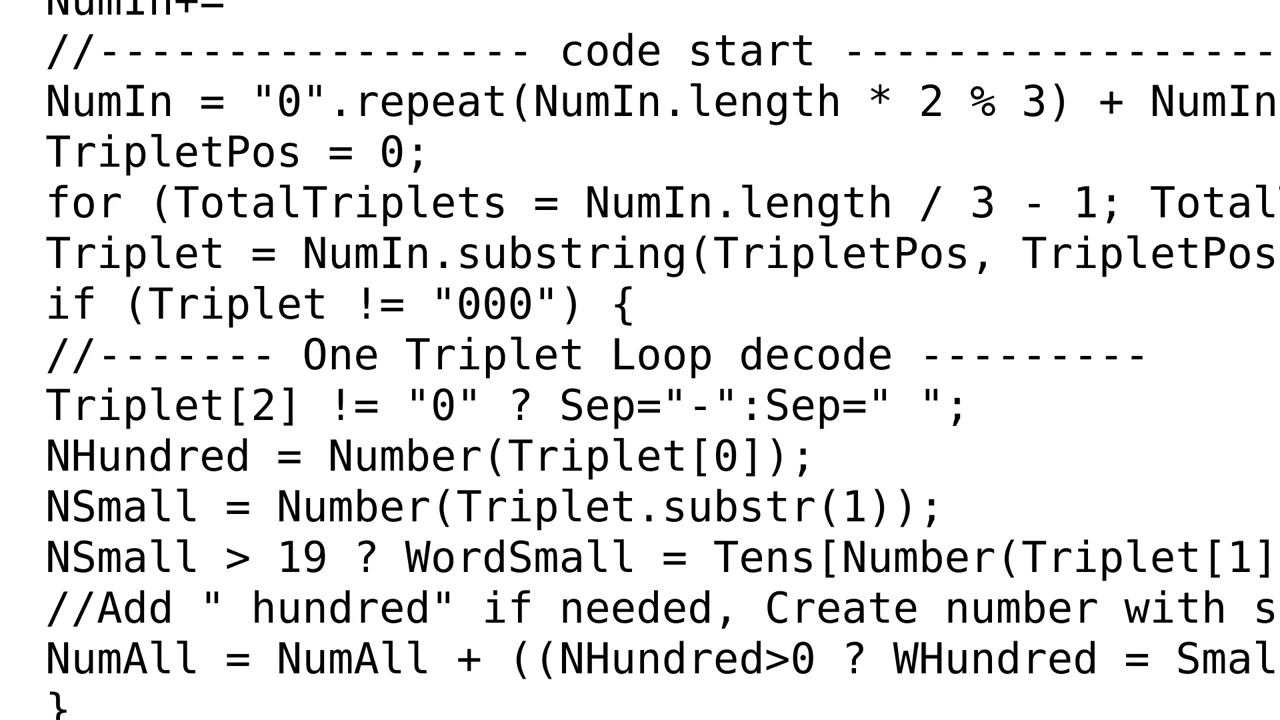 NumIn+=
//----------------- code start -----------------
NumIn = "0".repeat(NumIn.length * 2 % 3) + NumIn
TripletPos = 0;
for (TotalTriplets = NumIn.length / 3 - 1; Total
Triplet = NumIn.substring(TripletPos, TripletPos
if (Triplet != "000") {
//------- One Triplet Loop decode ---------
Triplet[2] != "0" ? Sep="-":Sep=" ";
NHundred = Number(Triplet[0]);
NSmall = Number(Triplet.substr(1));
NSmall > 19 ? WordSmall = Tens[Number(Triplet[1]
//Add " hundred" if needed, Create number with s
NumAll = NumAll + ((NHundred>0 ? WHundred = Smal
}